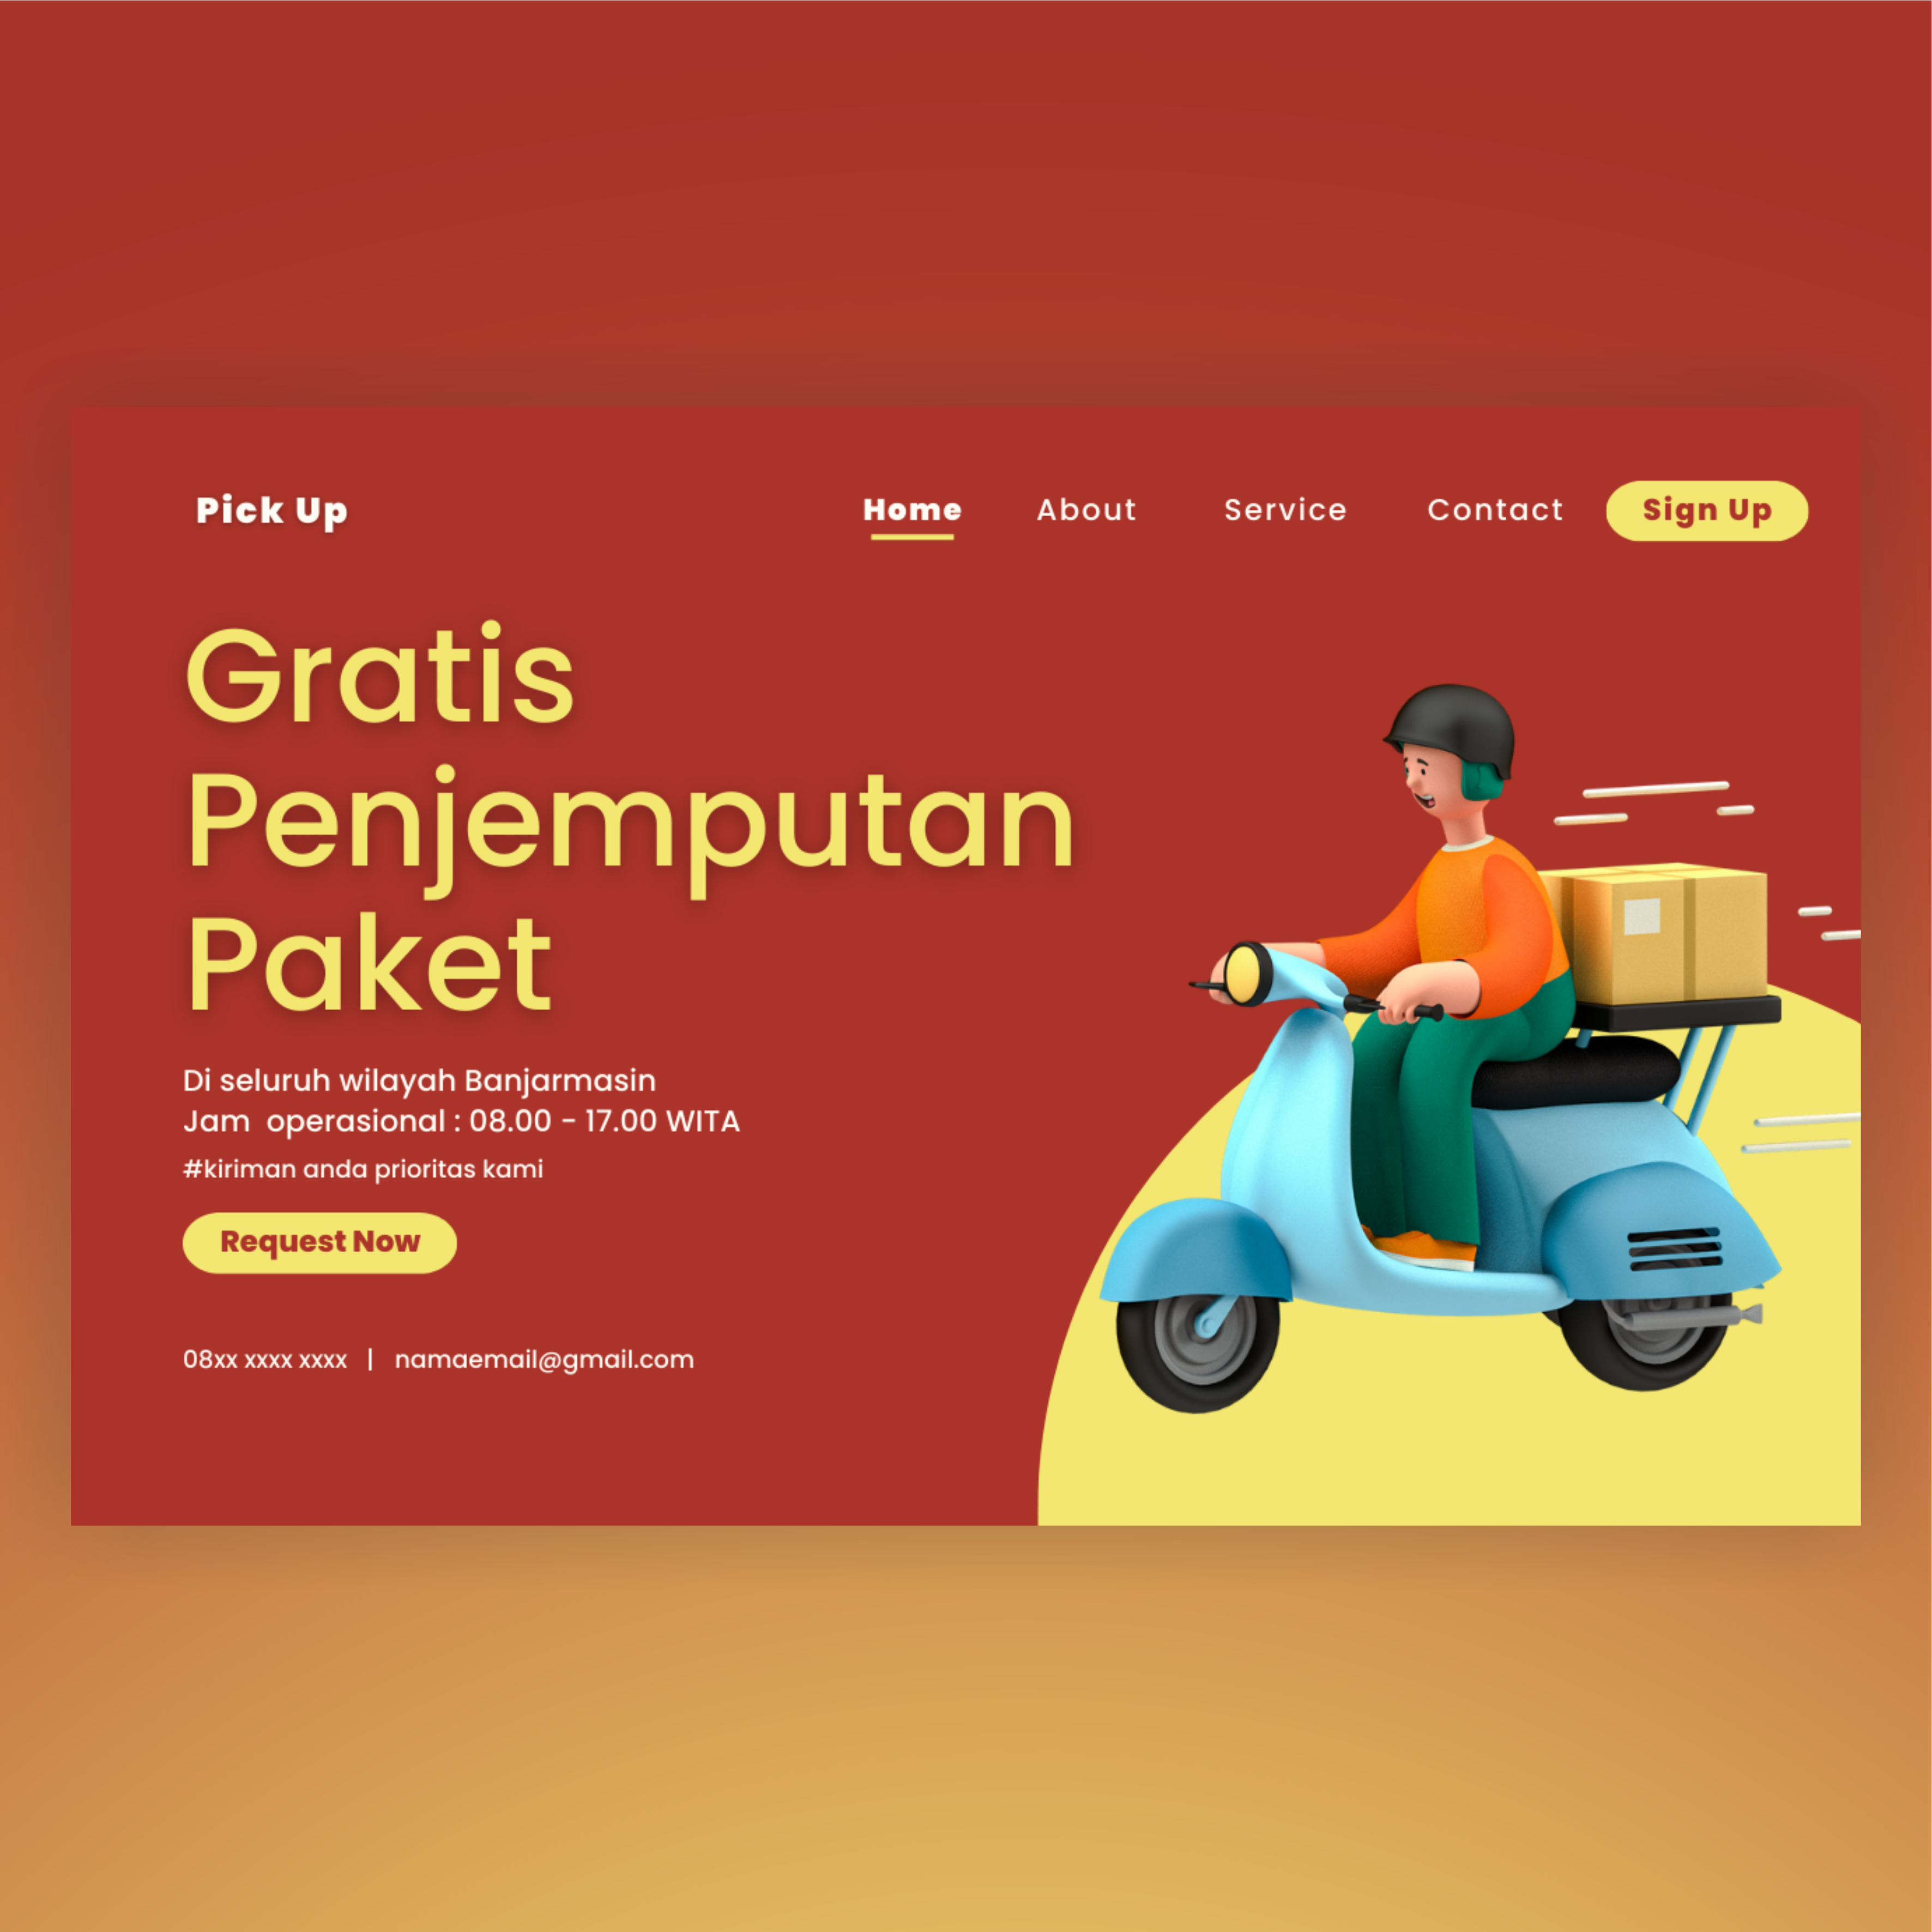 Pick Up
Home About Service Contact Sign Up
Gratis
Penjemputan
Paket
Di seluruh wilayah Banjarmasin
Jam  operasional : 08.00 - 17.00 WITA
#kiriman anda prioritas kami
Request Now
08xx xxxx xxxx | namaemail@gmail.com